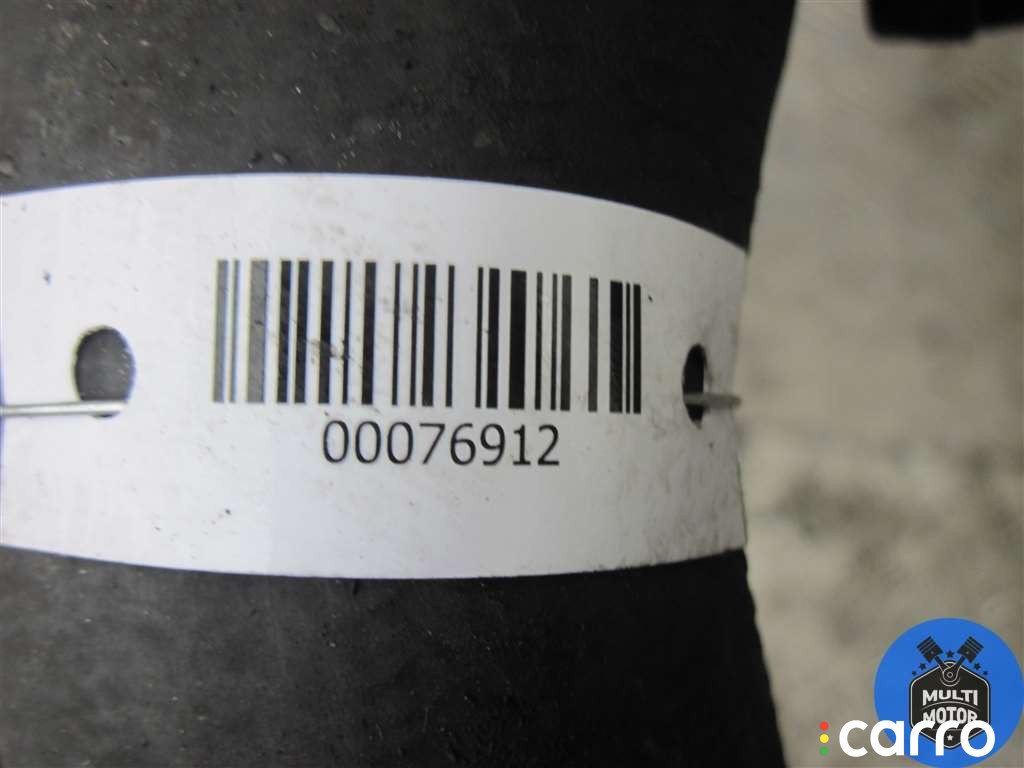 00076912
MULTI
MOTOR
carro